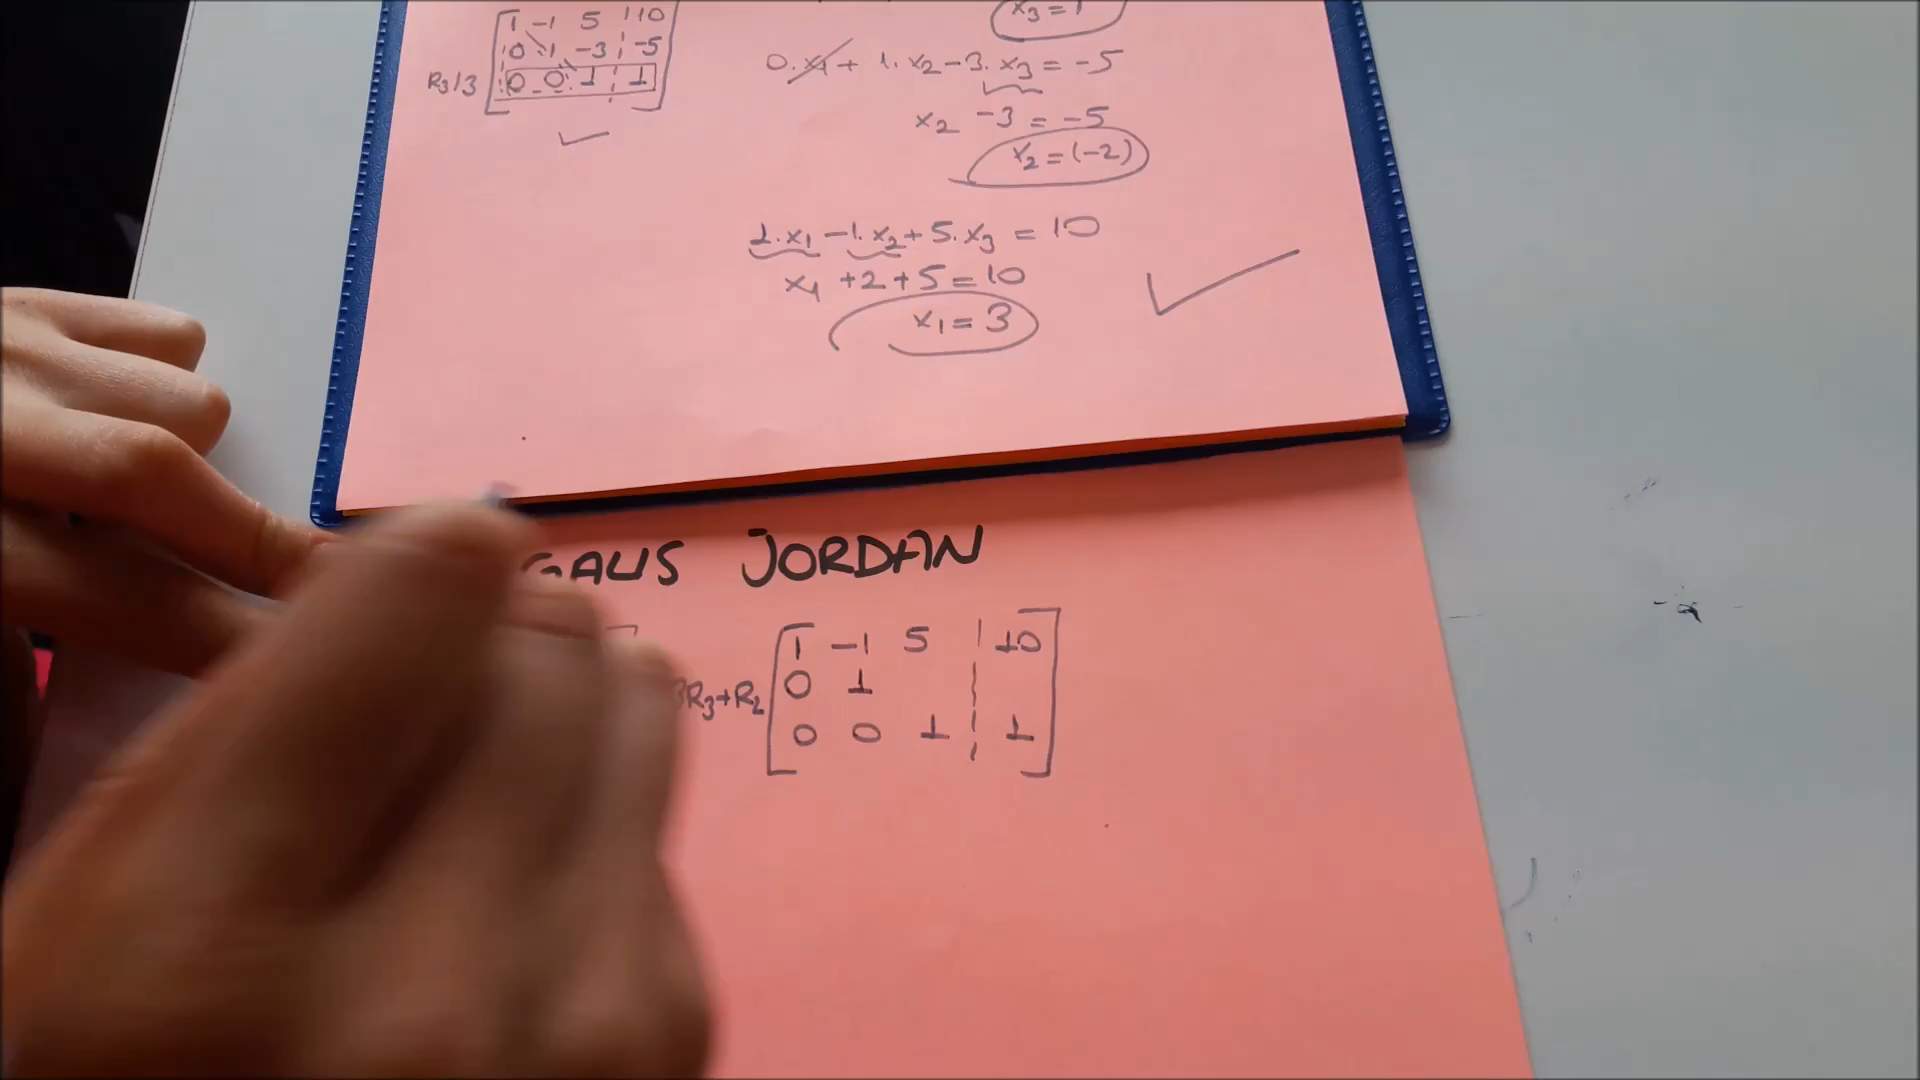 1 -1 5 | 10
0 1 -3 | -5
R3/3 0 0 1 | 1
x3 = 1
0.x1 + 1.x2 -3.x3 = -5
x2 -3 = -5
x2 = (-2)
1.x1 -1.x2 + 5.x3 = 10
x1 +2 +5 = 10
x1 = 3
GAUS JORDAN
1 -1 5 | 10
3R3+R2 0 1 |
0 0 1 | 1